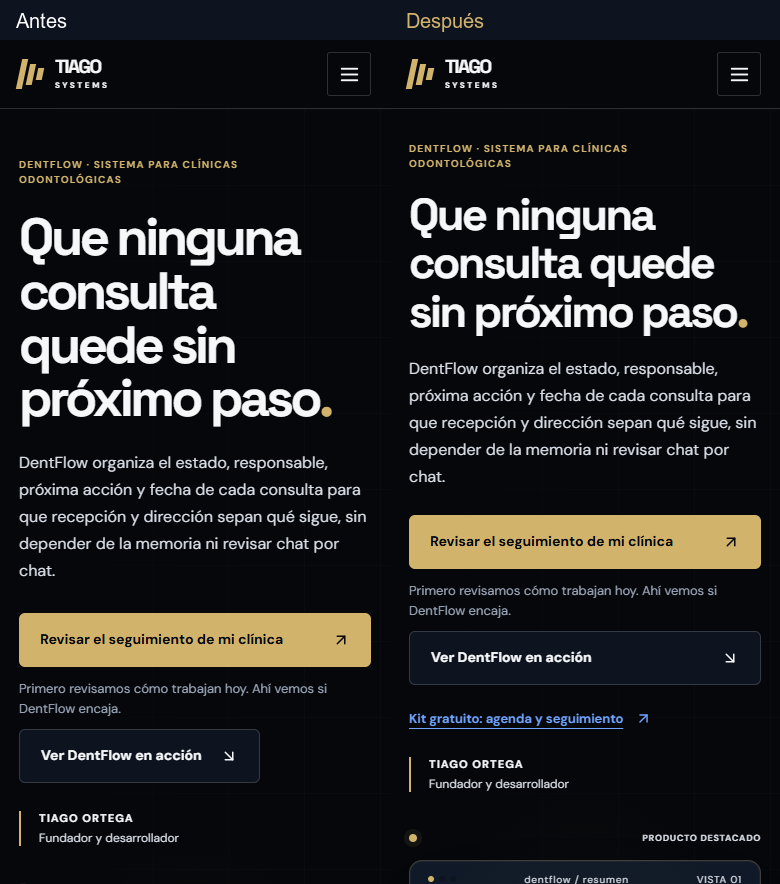 Antes
TIAGO
SYSTEMS
DENTFLOW · SISTEMA PARA CLÍNICAS
ODONTOLÓGICAS
Que ninguna
consulta
quede sin
próximo paso.
DentFlow organiza el estado, responsable,
próxima acción y fecha de cada consulta para
que recepción y dirección sepan qué sigue, sin
depender de la memoria ni revisar chat por
chat.
Revisar el seguimiento de mi clínica
Primero revisamos cómo trabajan hoy. Ahí vemos si
DentFlow encaja.
Ver DentFlow en acción
TIAGO ORTEGA
Fundador y desarrollador
Después
TIAGO
SYSTEMS
DENTFLOW · SISTEMA PARA CLÍNICAS
ODONTOLÓGICAS
Que ninguna
consulta quede
sin próximo paso.
DentFlow organiza el estado, responsable,
próxima acción y fecha de cada consulta para
que recepción y dirección sepan qué sigue, sin
depender de la memoria ni revisar chat por
chat.
Revisar el seguimiento de mi clínica
Primero revisamos cómo trabajan hoy. Ahí vemos si
DentFlow encaja.
Ver DentFlow en acción
Kit gratuito: agenda y seguimiento
TIAGO ORTEGA
Fundador y desarrollador
PRODUCTO DESTACADO
dentflow / resumen
VISTA 01